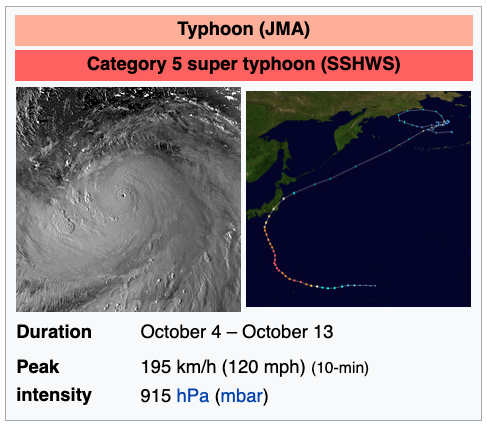 Typhoon (JMA)
Category 5 super typhoon (SSHWS)
Duration October 4 – October 13
Peak intensity 195 km/h (120 mph) (10-min)
915 hPa (mbar)